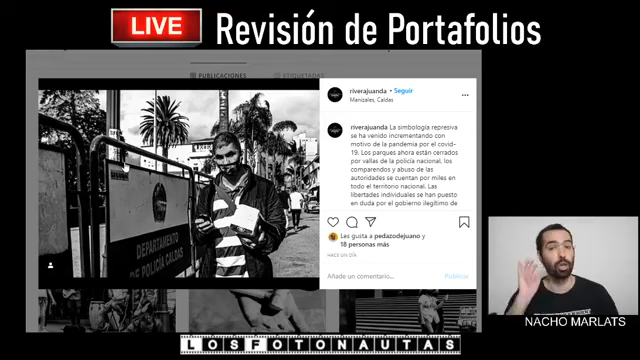 LIVE
Revisión de Portafolios
PUBLICACIONES
ETIQUETADAS
riverajuanda • Seguir
Manizales, Caldas
riverajuanda La simbología represiva
se ha venido incrementando con
motivo de la pandemia por el covid-
19. Los parques ahora están cerrados
por vallas de la policía nacional, los
comparendos y abuso de las
autoridades se cuentan por miles en
todo el territorio nacional. Las
libertades individuales se han puesto
en duda por el gobierno ilegítimo de
DEPARTAMENTO
DE POLICÍA CALDAS
Les gusta a pedazodejuano y
18 personas más
HACE UN DÍA
Añade un comentario...
Publicar
NACHO MARLATS
LOSFOTONAUTAS